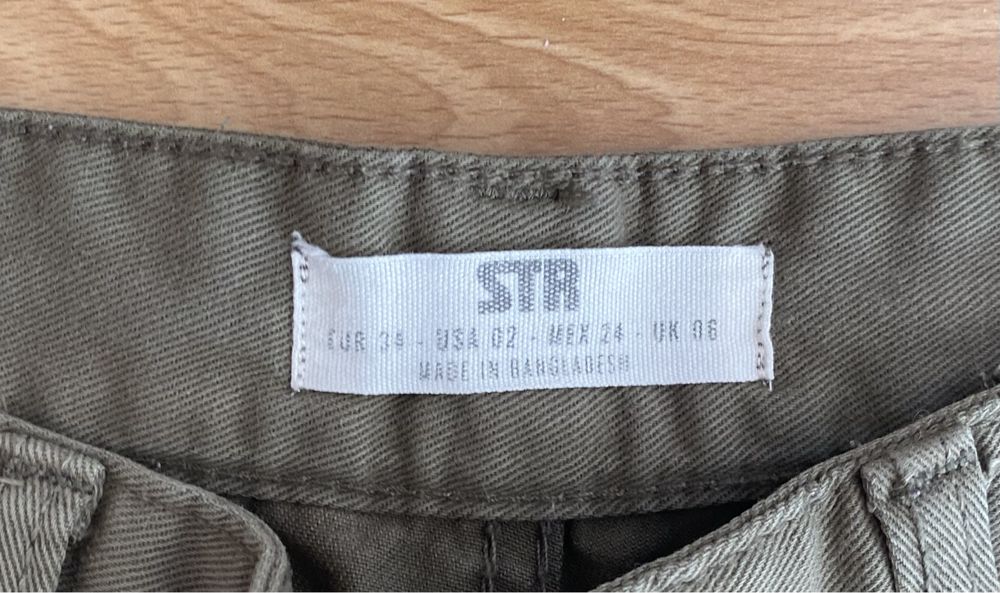 STR
EUR 34 - USA 02 - MEX 24 - UK 06
MADE IN BANGLADESH